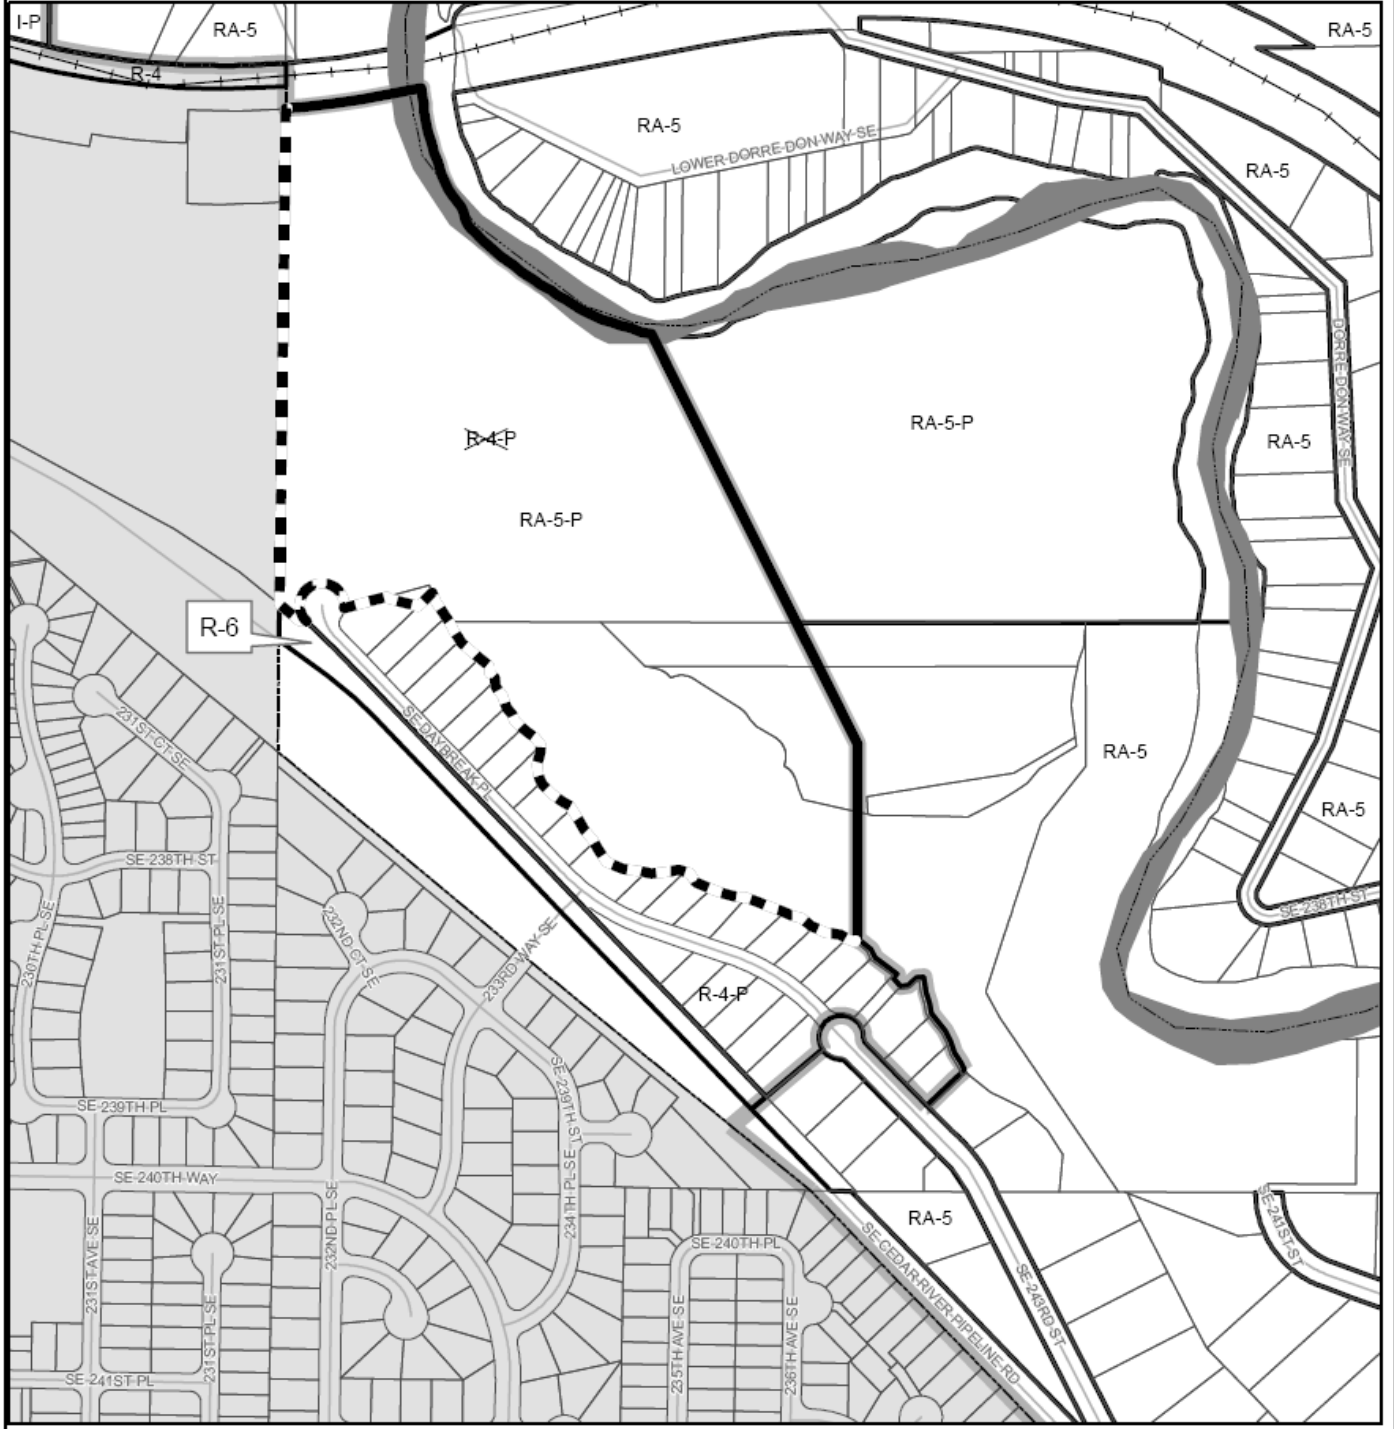 I-P
RA-5
RA-5
R-4
RA-5
LOWER DORRE DON WAY SE
RA-5
DORRE DON WAY SE
R-4-P
RA-5-P
RA-5
RA-5-P
R-6
231ST CT SE
SE DAYBREAK PL
RA-5
RA-5
SE 238TH ST
SE 238TH ST
230TH PL SE
231ST PL SE
232ND CT SE
233RD WAY SE
R-4-P
SE 239TH PL
SE 239TH ST
SE 240TH WAY
232ND PL SE
234TH PL SE
RA-5
SE 241ST ST
SE 240TH PL
SE CEDAR RIVER PIPELINE RD
SE 243RD ST
231ST AVE SE
231ST PL SE
235TH AVE SE
236TH AVE SE
SE 241ST PL